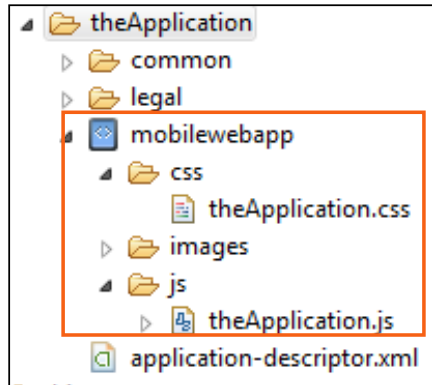 theApplication
common
legal
mobilewebapp
css
theApplication.css
images
js
theApplication.js
application-descriptor.xml